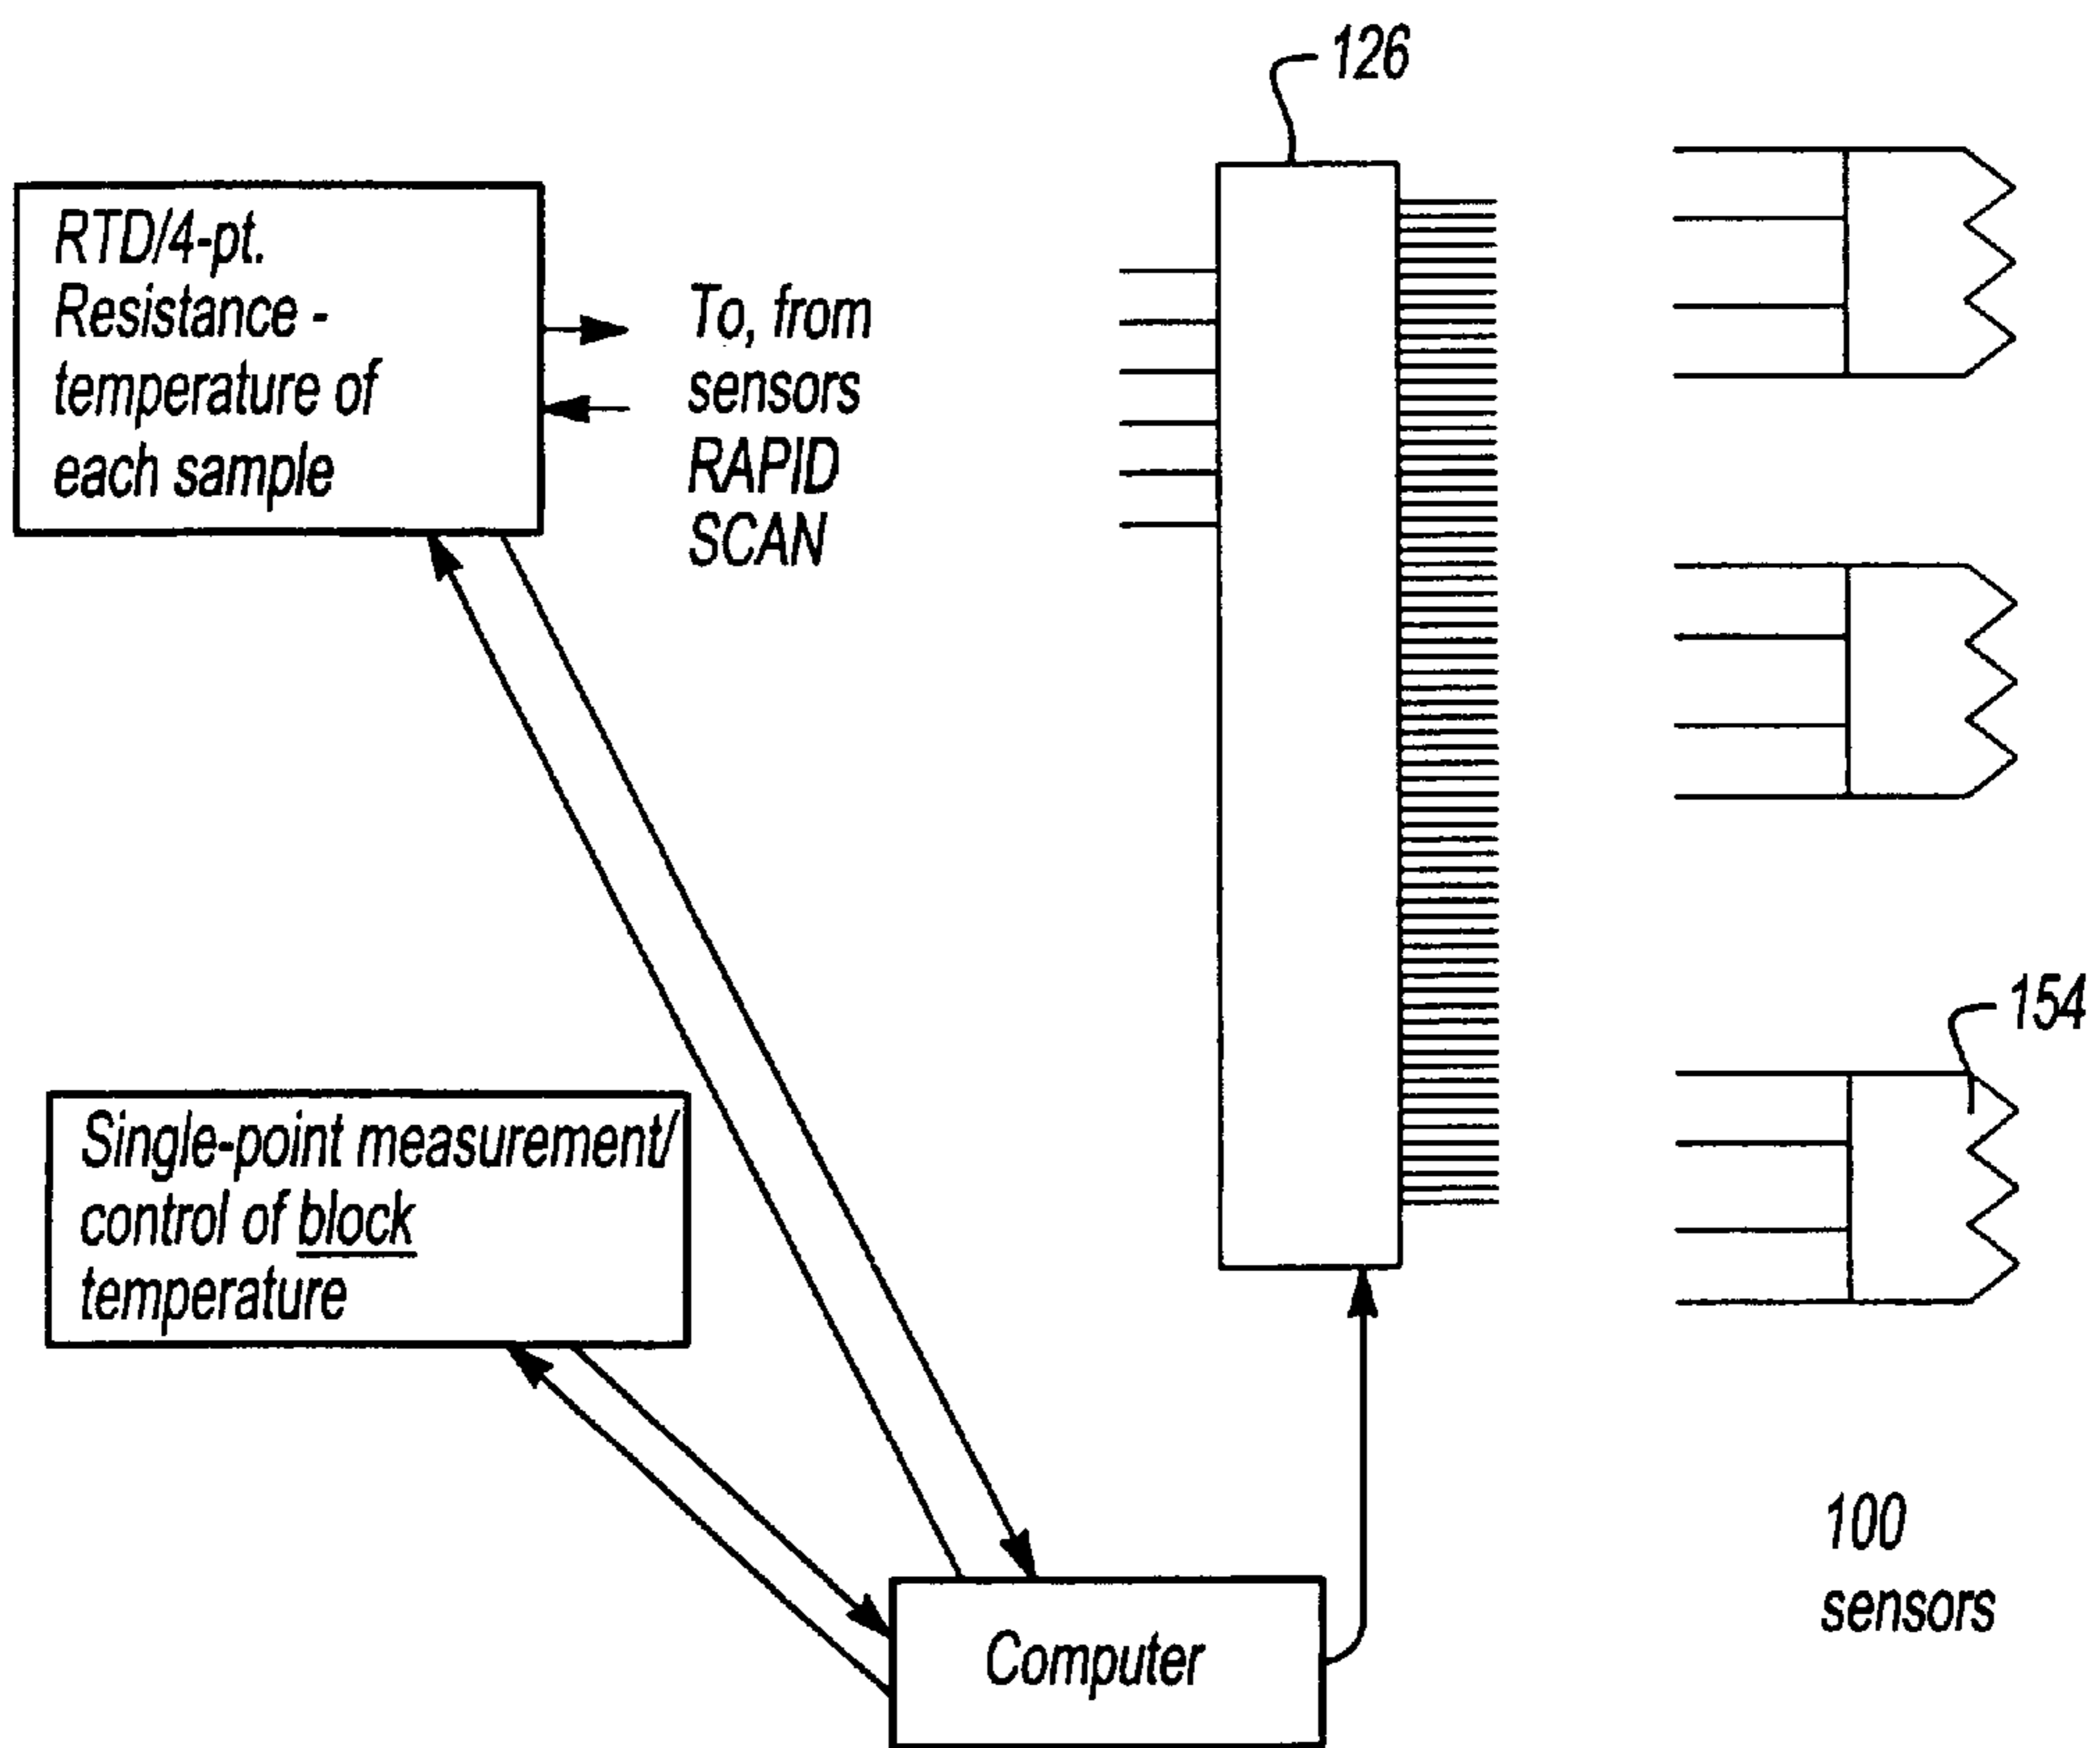 126
RTD/4-pt.
Resistance -
temperature of
each sample
To, from
sensors
RAPID
SCAN
154
Single-point measurement/
control of block
temperature
100
sensors
Computer